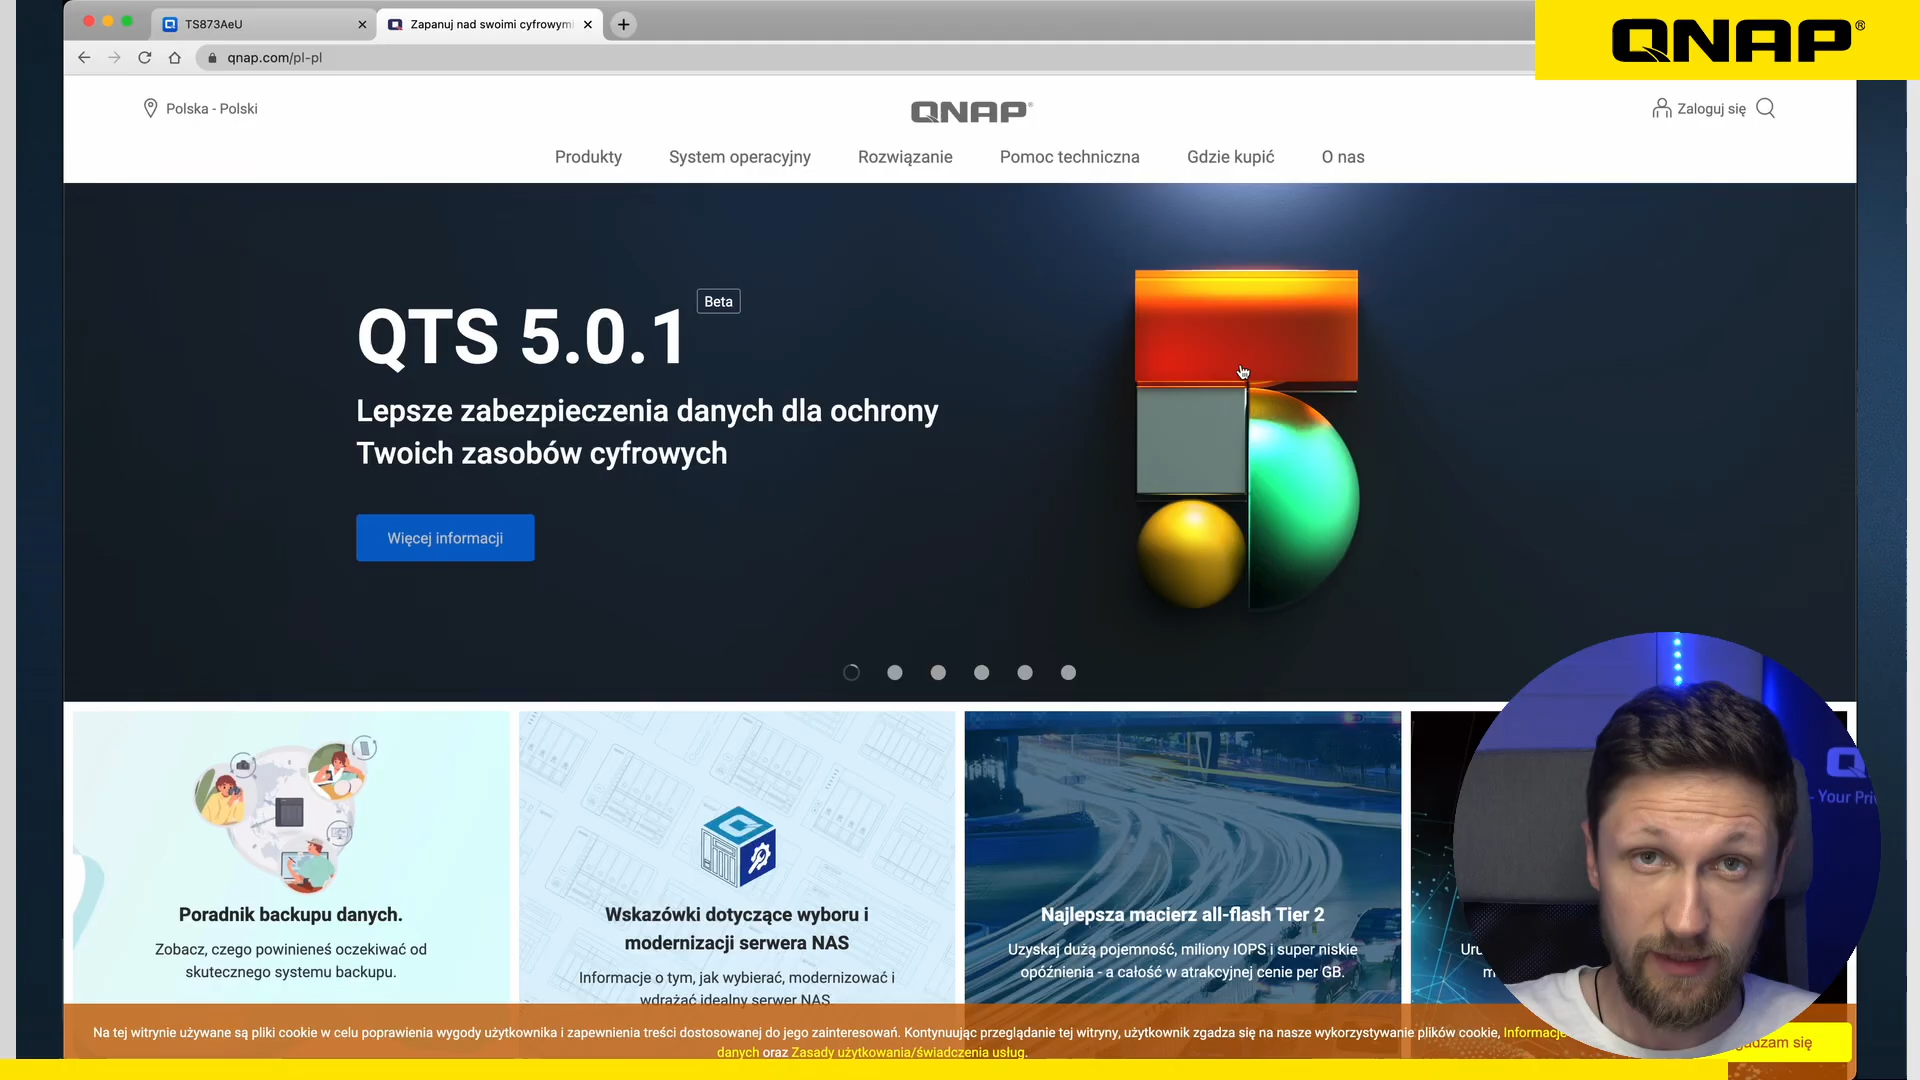 TS873AeU
Zapanuj nad swoimi cyfrowymi
QNAP®
qnap.com/pl-pl
Polska - Polski
QNAP
Zaloguj się
Produkty
System operacyjny
Rozwiązanie
Pomoc techniczna
Gdzie kupić
O nas
QTS 5.0.1
Beta
Lepsze zabezpieczenia danych dla ochrony
Twoich zasobów cyfrowych
Więcej informacji
Poradnik backupu danych.
Zobacz, czego powinieneś oczekiwać od
skutecznego systemu backupu.
Wskazówki dotyczące wyboru i
modernizacji serwera NAS
Informacje o tym, jak wybierać, modernizować i
wdrażać idealny serwer NAS
Najlepsza macierz all-flash Tier 2
Uzyskaj dużą pojemność, miliony IOPS i super niskie
opóźnienia - a całość w atrakcyjnej cenie per GB.
- Your
Na tej witrynie używane są pliki cookie w celu poprawienia wygody użytkownika i zapewnienia treści dostosowanej do jego zainteresowań. Kontynuując przeglądanie tej witryny, użytkownik zgadza się na nasze wykorzystywanie plików cookie, Informacje
danych oraz Zasady użytkowania/świadczenia usług.
się